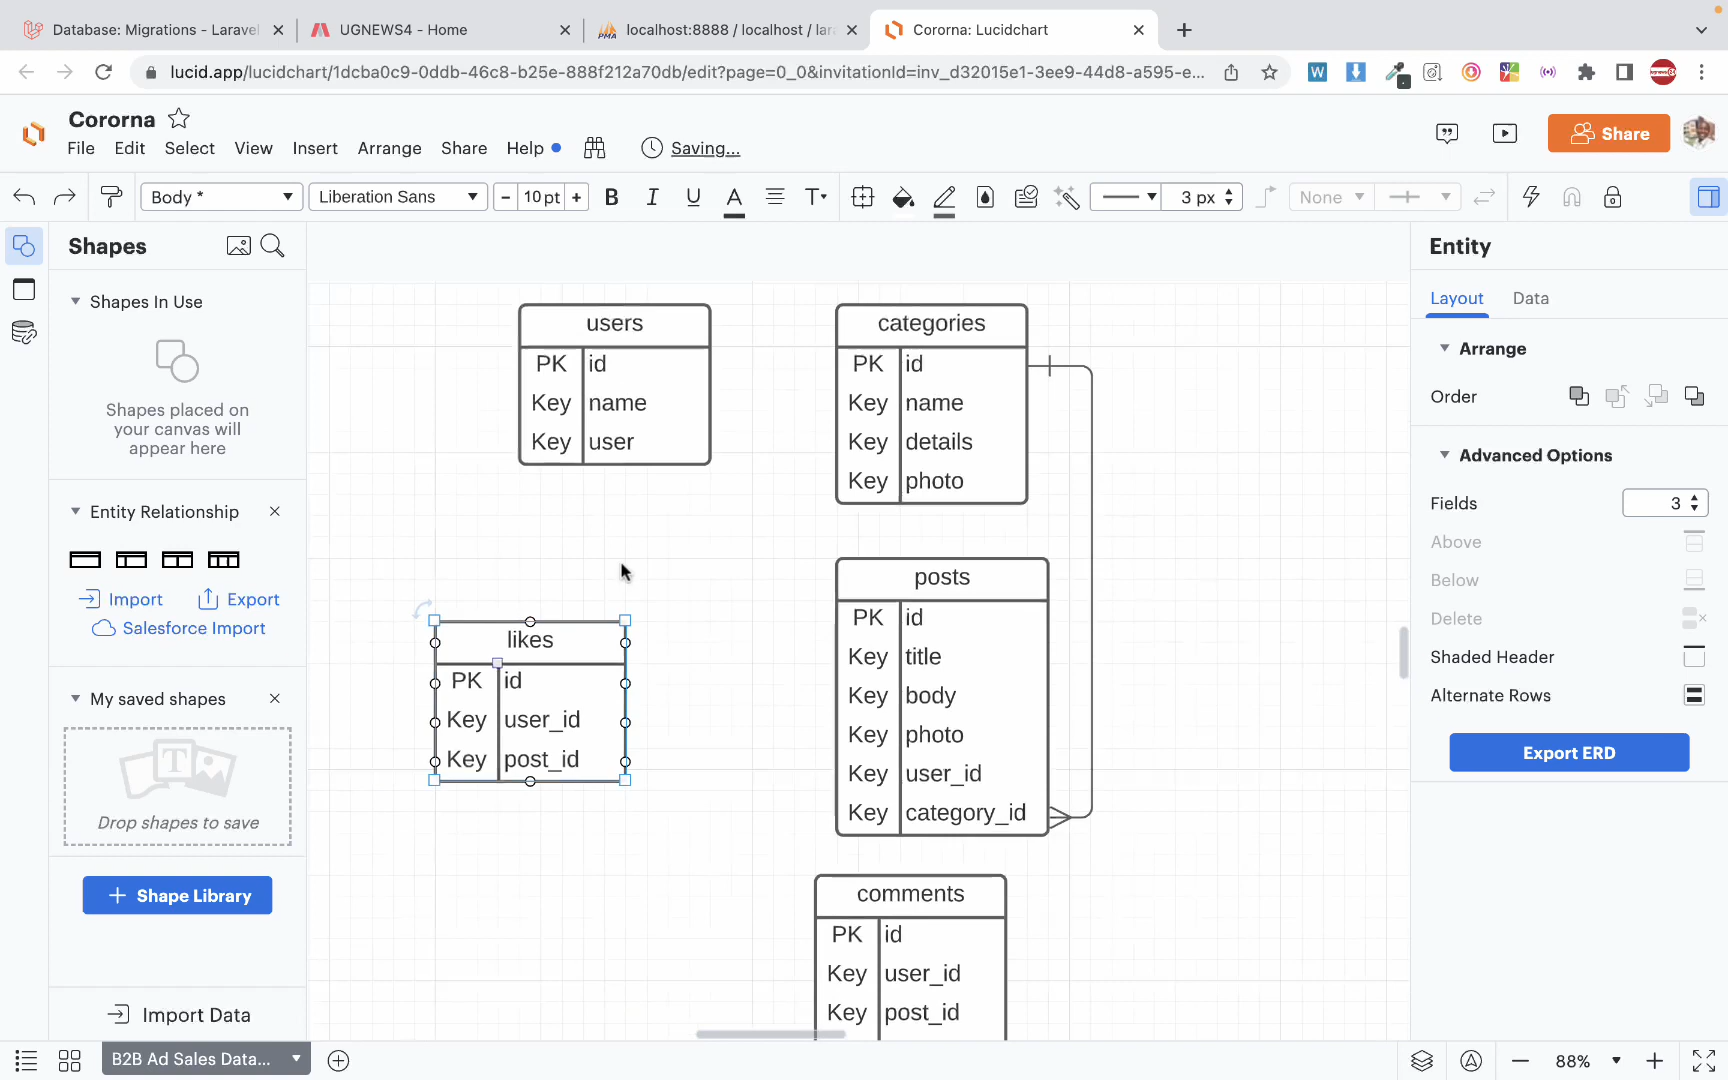 Database: Migrations - Laravel
UGNEWS4 - Home
localhost:8888 / localhost / lar
Cororna: Lucidchart
lucid.app/lucidchart/1dcba0c9-0ddb-46c8-b25e-888f212a70db/edit?page=0_0&invitationId=inv_d32015e1-3ee9-44d8-a595-e...
Cororna
File Edit Select View Insert Arrange Share Help
Saving...
Share
Body *
Liberation Sans
- 10 pt +
B I U A T
3 px
None
Shapes
Shapes In Use
Shapes placed on
your canvas will
appear here
Entity Relationship
Import
Export
Salesforce Import
My saved shapes
T
Drop shapes to save
+ Shape Library
Import Data
users
PK id
Key name
Key user
categories
PK id
Key name
Key details
Key photo
likes
PK id
Key user_id
Key post_id
posts
PK id
Key title
Key body
Key photo
Key user_id
Key category_id
comments
PK id
Key user_id
Key post_id
Entity
Layout
Data
Arrange
Order
Advanced Options
Fields
3
Above
Below
Delete
Shaded Header
Alternate Rows
Export ERD
B2B Ad Sales Data...
88%